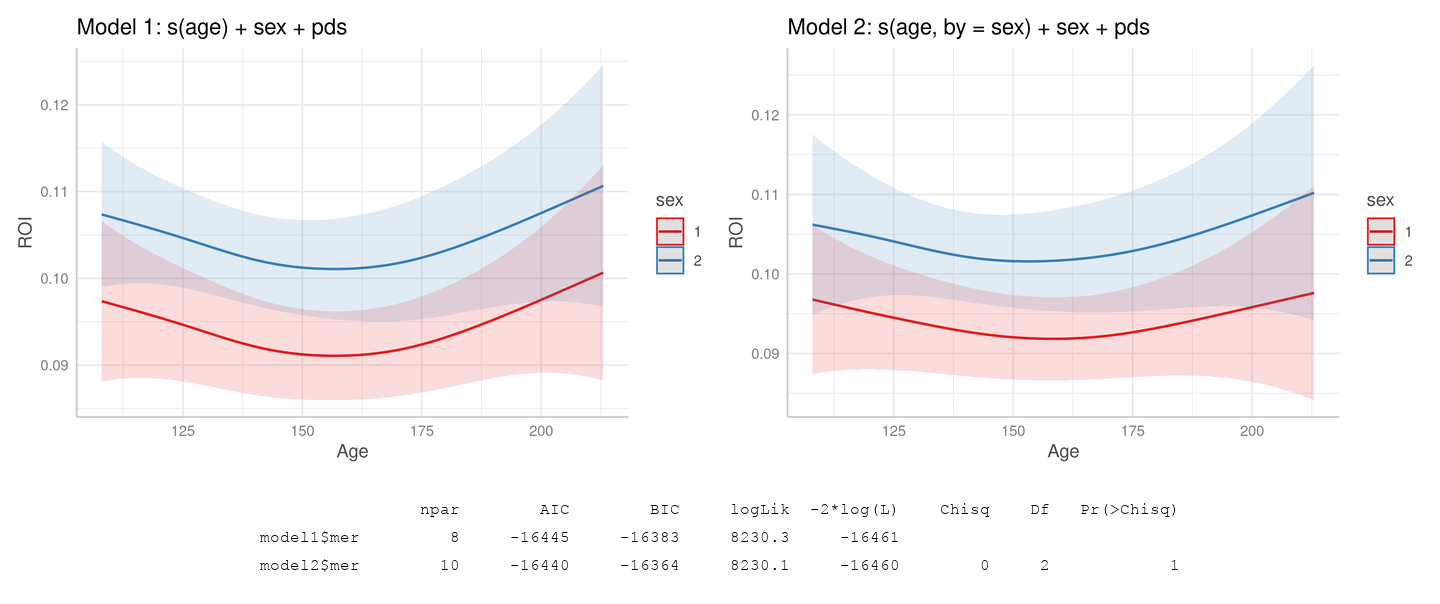 Model 1: s(age) + sex + pds
0.12
0.11
0.10
0.09
ROI
125 150 175 200
Age
sex
1
2
Model 2: s(age, by = sex) + sex + pds
0.12
0.11
0.10
0.09
ROI
125 150 175 200
Age
sex
1
2
npar AIC BIC logLik -2*log(L) Chisq Df Pr(>Chisq)
model1$mer 8 -16445 -16383 8230.3 -16461
model2$mer 10 -16440 -16364 8230.1 -16460 0 2 1